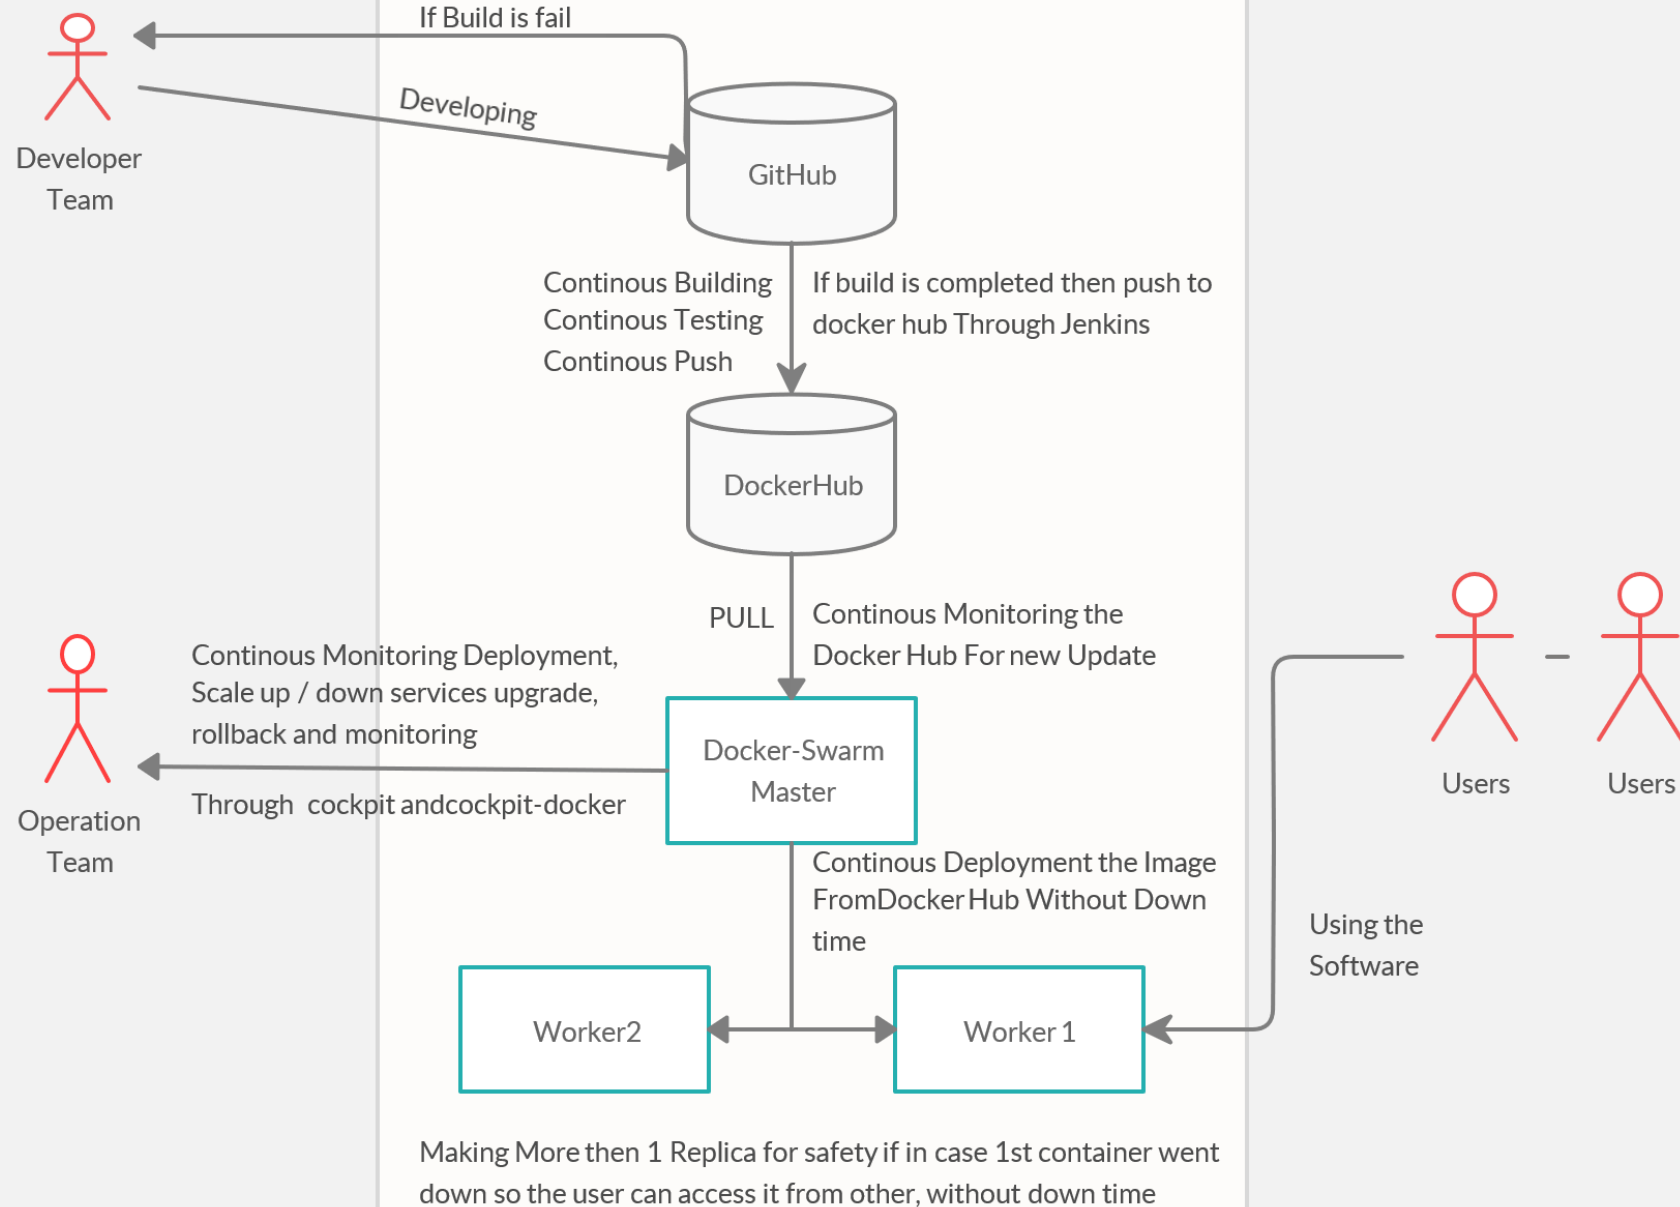 If Build is fail
Developing
Developer
Team
GitHub
Continous Building
Continous Testing
Continous Push
If build is completed then push to
docker hub Through Jenkins
DockerHub
PULL
Continous Monitoring the
Docker Hub For new Update
Continous Monitoring Deployment,
Scale up / down services upgrade,
rollback and monitoring
Through cockpit andcockpit-docker
Operation
Team
Docker-Swarm
Master
Users
Users
Continous Deployment the Image
FromDocker Hub Without Down
time
Using the
Software
Worker2
Worker 1
Making More then 1 Replica for safety if in case 1st container went
down so the user can access it from other, without down time